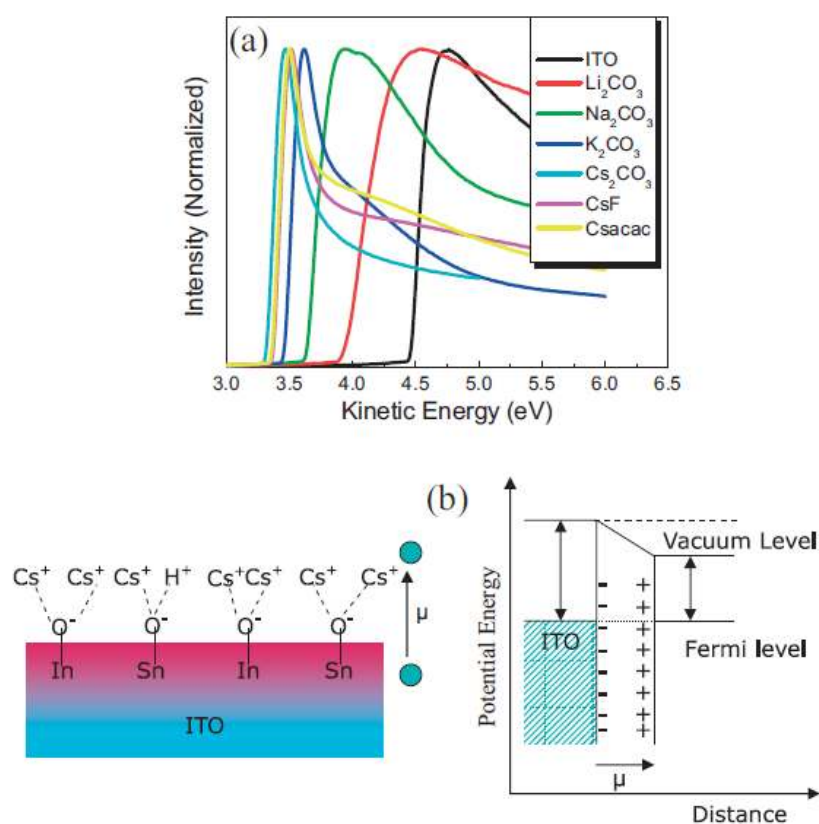 (a)
ITO
Li₂CO₃
Na₂CO₃
K₂CO₃
Cs₂CO₃
CsF
Csacac
Intensity (Normalized)
3.0 3.5 4.0 4.5 5.0 5.5 6.0 6.5
Kinetic Energy (eV)
(b)
Cs⁺ Cs⁺ Cs⁺ H⁺ Cs⁺Cs⁺ Cs⁺ Cs⁺
O⁻ O⁻ O⁻ O⁻
μ
In Sn In Sn
ITO
Potential Energy
Vacuum Level
- +
- +
ITO - +
Fermi level
- +
- +
- +
- +
μ
Distance